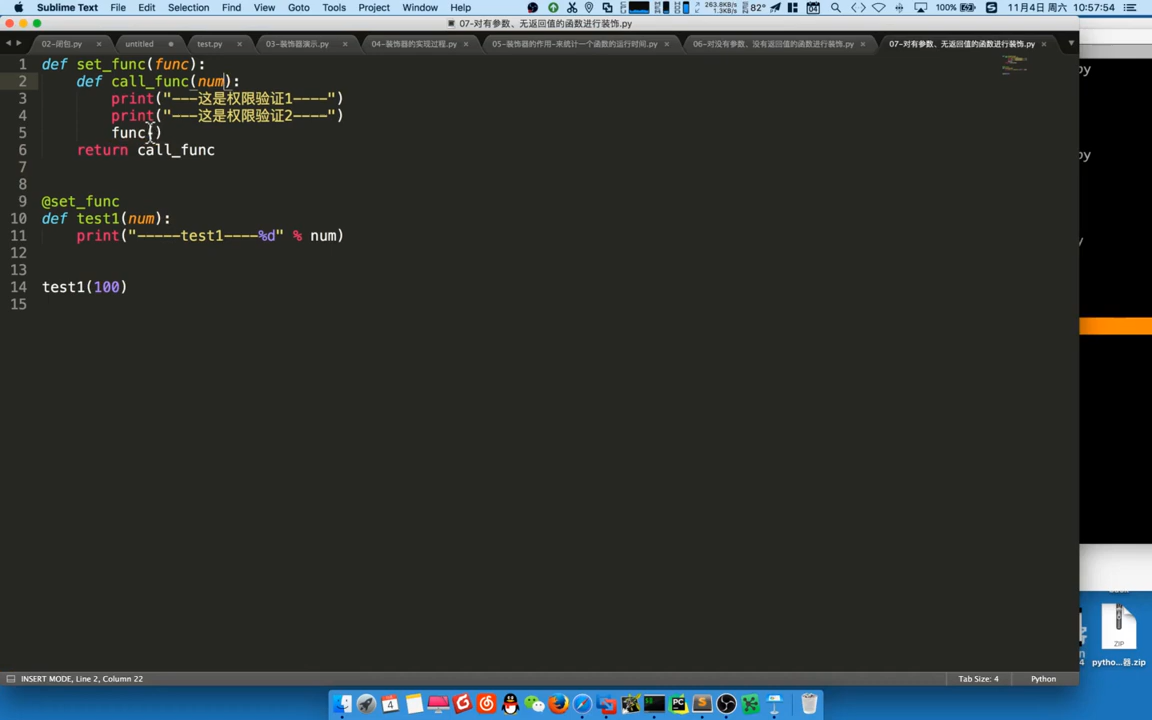 Sublime Text File Edit Selection Find View Goto Tools Project Window Help 82° 100% 11月4日 周六 10:57:54
07-对有参数、无返回值的函数进行装饰.py
02-闭包.py untitled test.py 03-装饰器演示.py 04-装饰器的实现过程.py 05-装饰器的作用-来统计一个函数的运行时间.py 06-对没有参数、没有返回值的函数进行装饰.py 07-对有参数、无返回值的函数进行装饰.py
1 def set_func(func):
2 def call_func(num):
3 print("---这是权限验证1----")
4 print("---这是权限验证2----")
5 func()
6 return call_func
7
8
9 @set_func
10 def test1(num):
11 print("-----test1----%d" % num)
12
13
14 test1(100)
15
py
py
y
ZIP
pytho...器.zip
INSERT MODE, Line 2, Column 22 Tab Size: 4 Python